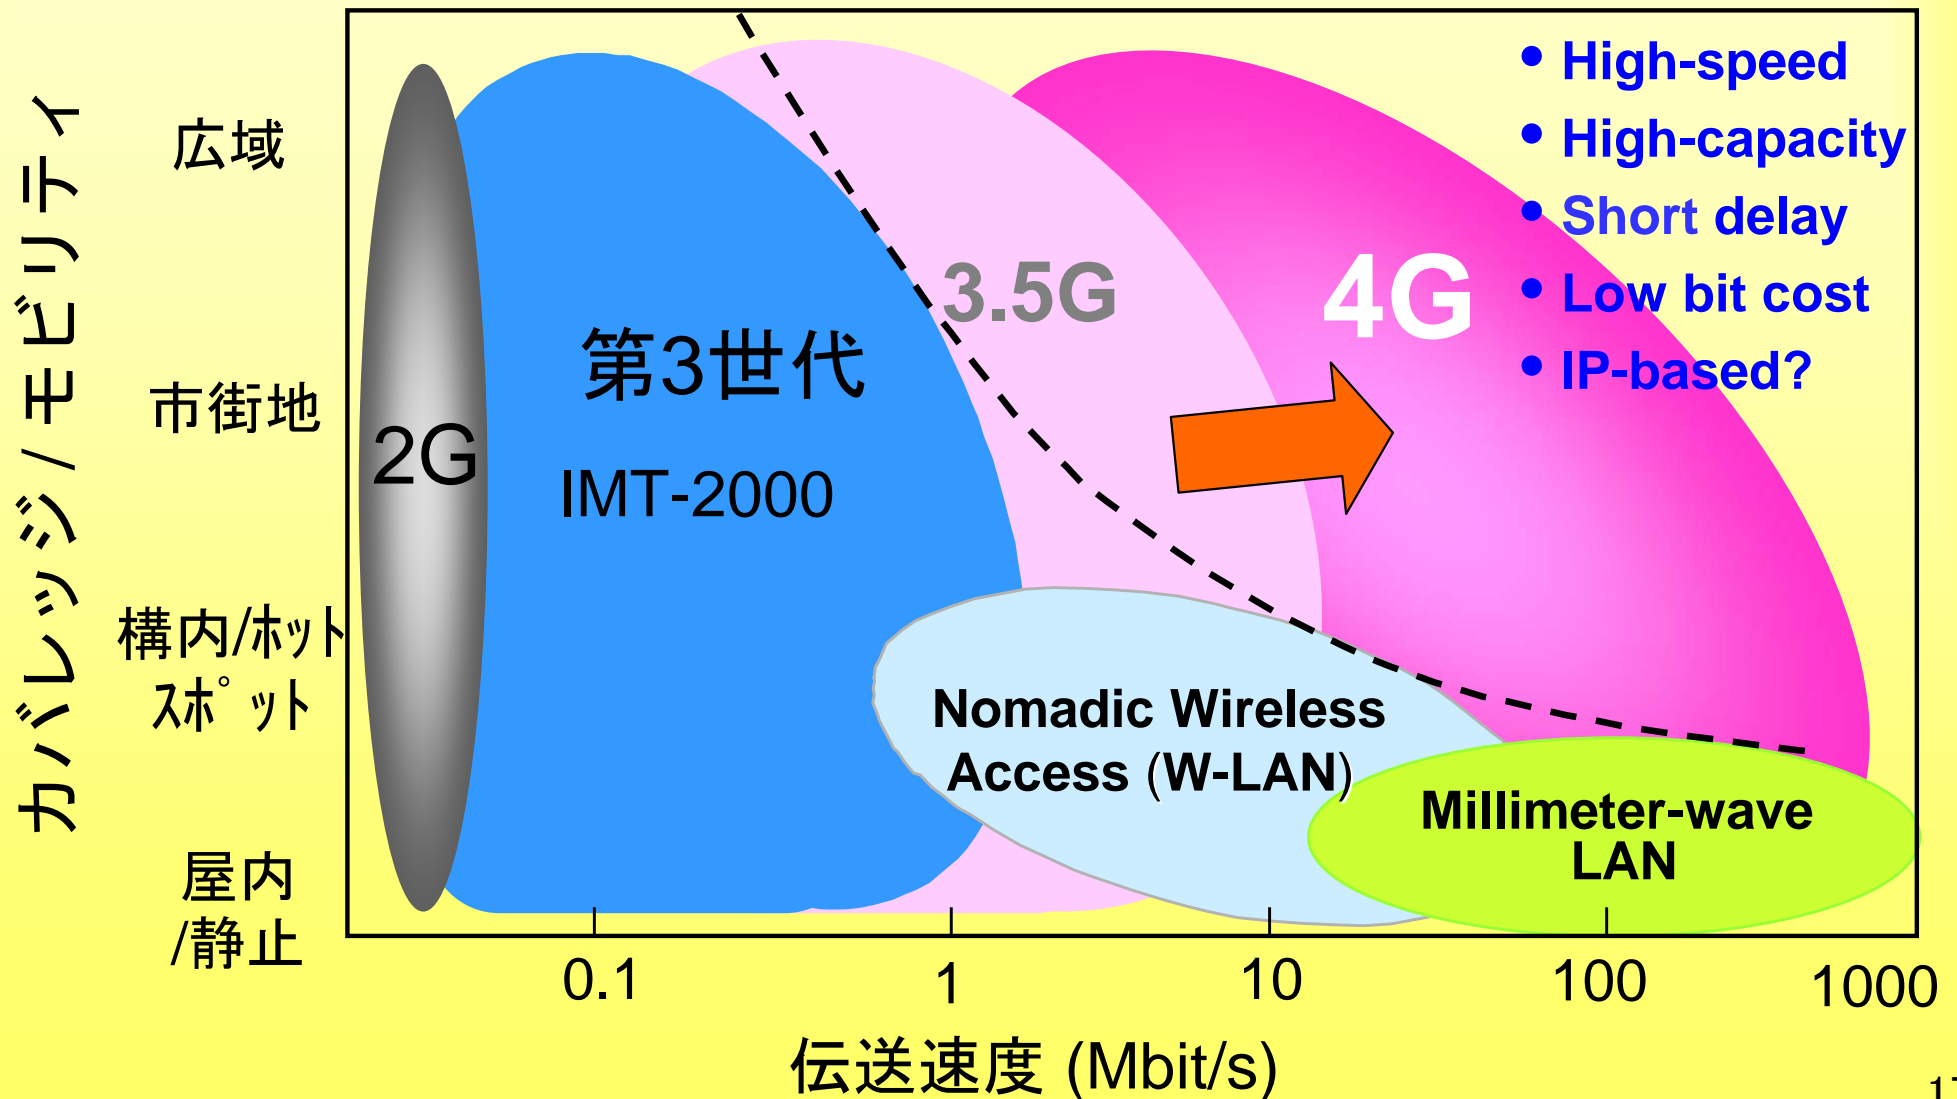 カバレッジ / モビリティ
広域
市街地
構内/ﾎｯﾄ
ｽﾎﾟｯﾄ
屋内
/静止
2G
第3世代
IMT-2000
3.5G
4G
• High-speed
• High-capacity
• Short delay
• Low bit cost
• IP-based?
Nomadic Wireless
Access (W-LAN)
Millimeter-wave
LAN
0.1
1
10
100
1000
伝送速度 (Mbit/s)